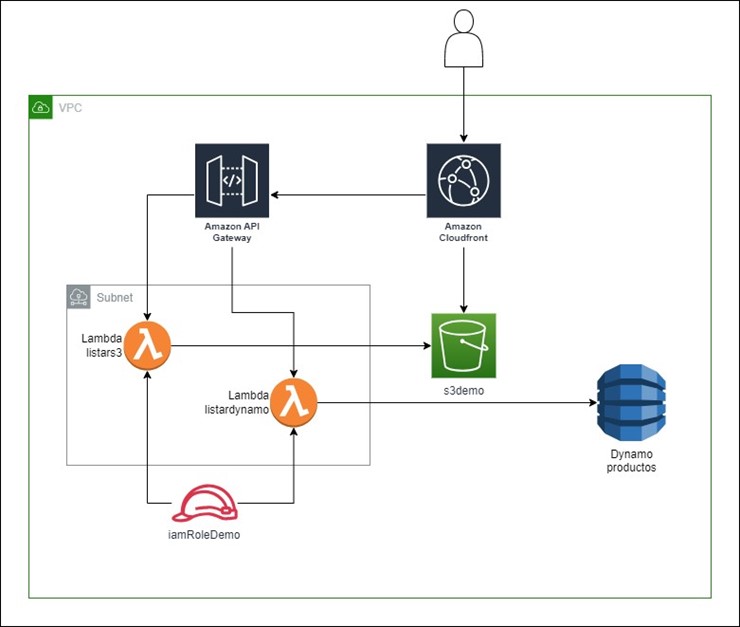 VPC
Amazon API
Gateway
Amazon
Cloudfront
Subnet
Lambda
listars3
s3demo
Lambda
listardynamo
Dynamo
productos
iamRoleDemo